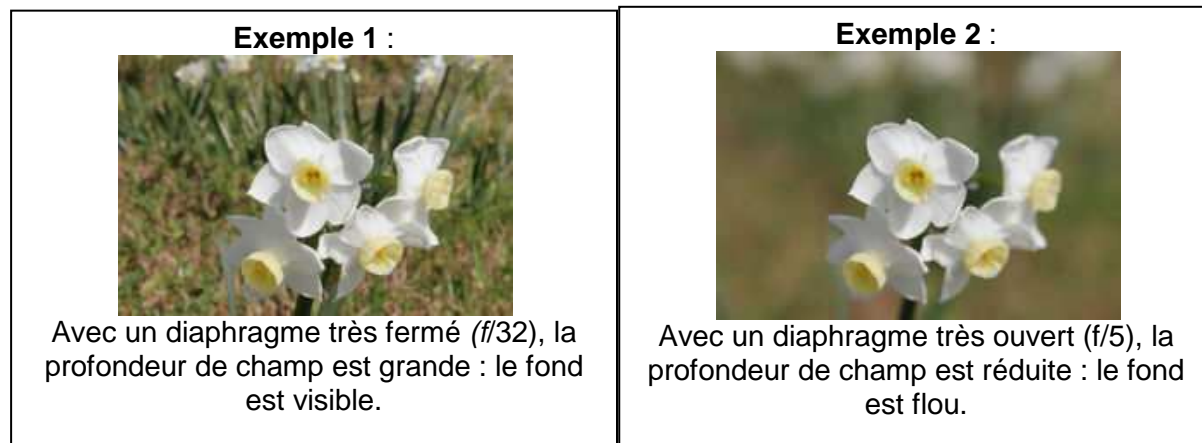 Exemple 1 :
Avec un diaphragme très fermé (f/32), la
profondeur de champ est grande : le fond
est visible.
Exemple 2 :
Avec un diaphragme très ouvert (f/5), la
profondeur de champ est réduite : le fond
est flou.